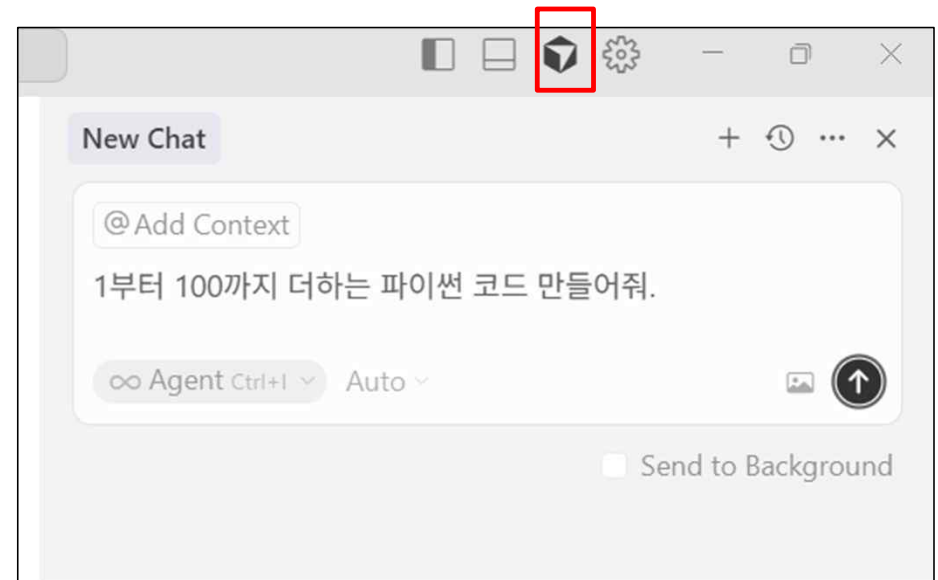 New Chat
@ Add Context
1부터 100까지 더하는 파이썬 코드 만들어줘.
∞ Agent Ctrl+I Auto
Send to Background